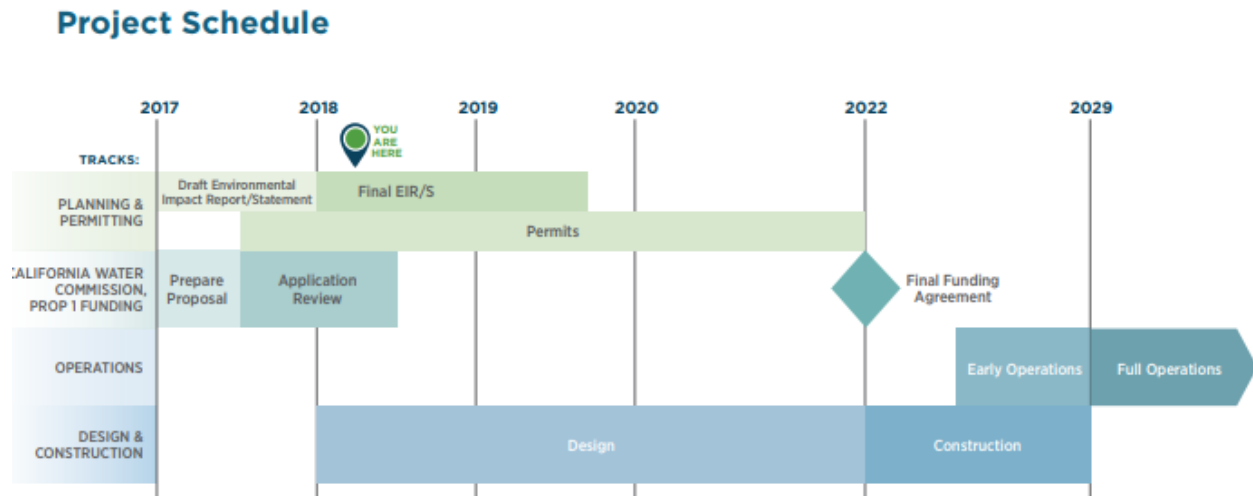 Project Schedule
2017 2018 2019 2020 2022 2029
YOU
ARE
HERE
TRACKS:
PLANNING &
PERMITTING
Draft Environmental
Impact Report/Statement
Final EIR/S
Permits
CALIFORNIA WATER
COMMISSION,
PROP 1 FUNDING
Prepare
Proposal
Application
Review
Final Funding
Agreement
OPERATIONS
Early Operations
Full Operations
DESIGN &
CONSTRUCTION
Design
Construction